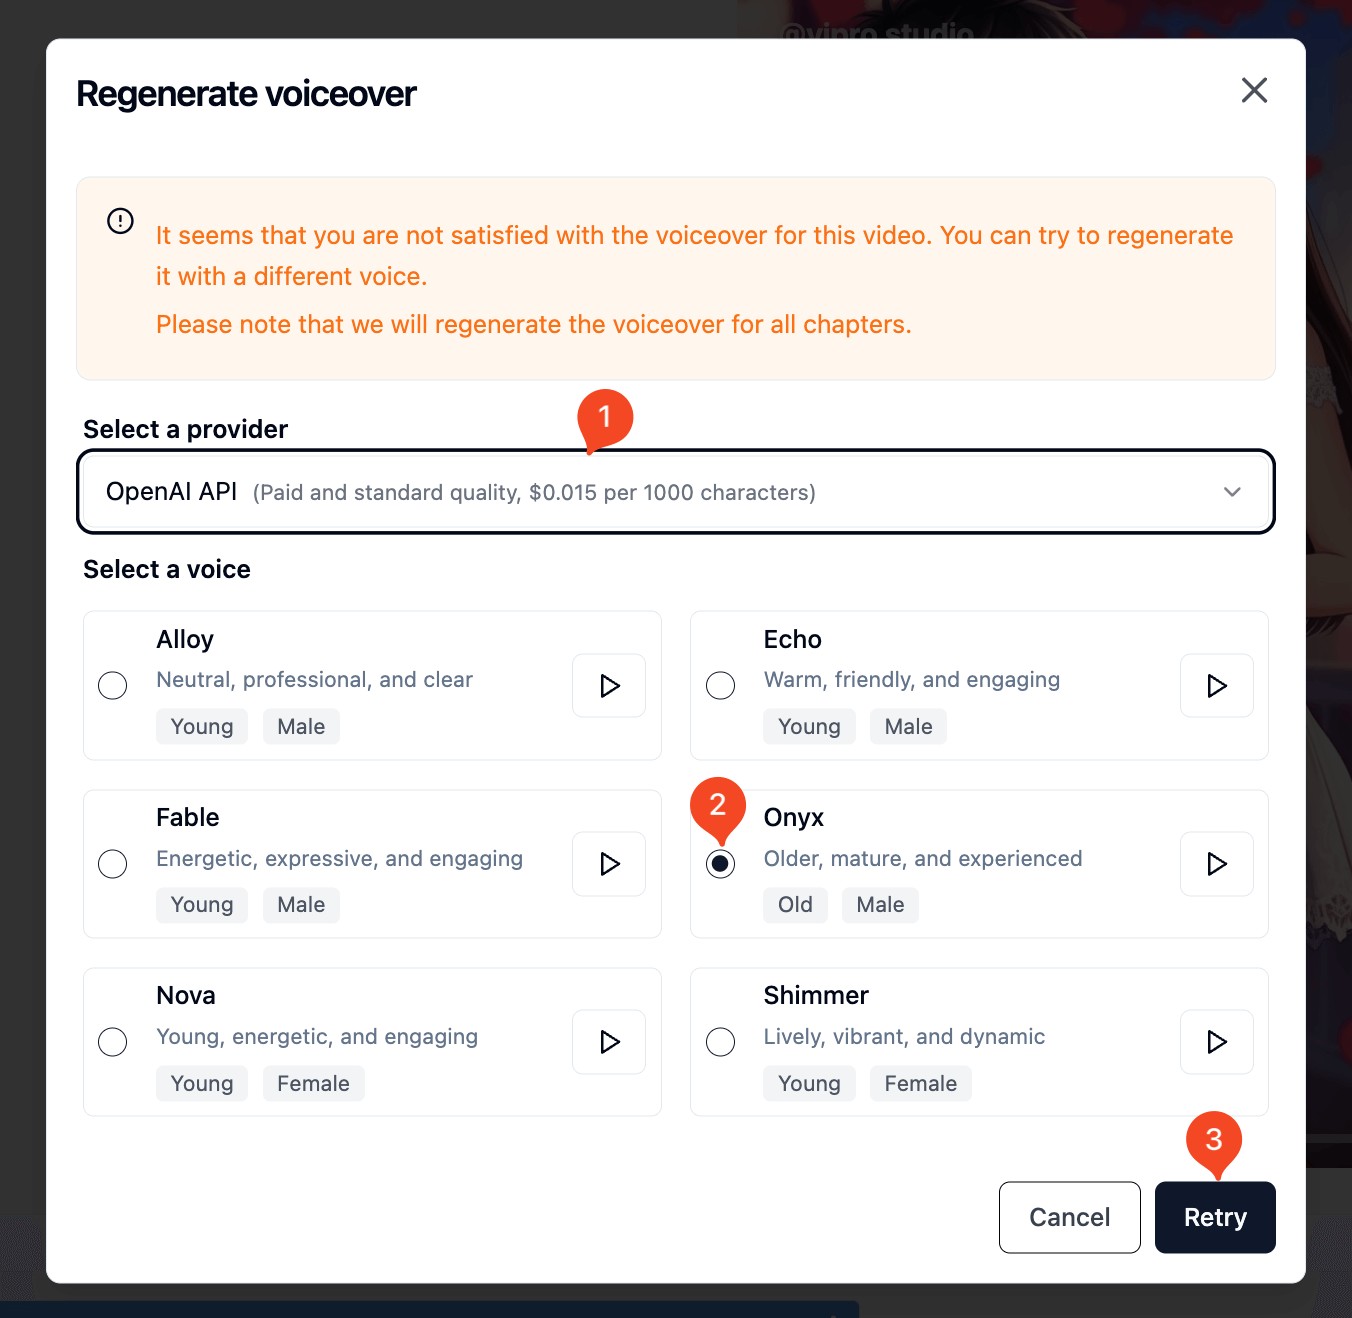 @vipro.studio
Regenerate voiceover
It seems that you are not satisfied with the voiceover for this video. You can try to regenerate
it with a different voice.
Please note that we will regenerate the voiceover for all chapters.
1
Select a provider
OpenAI API (Paid and standard quality, $0.015 per 1000 characters)
Select a voice
Alloy
Neutral, professional, and clear
Young Male
Echo
Warm, friendly, and engaging
Young Male
Fable
Energetic, expressive, and engaging
Young Male
2
Onyx
Older, mature, and experienced
Old Male
Nova
Young, energetic, and engaging
Young Female
Shimmer
Lively, vibrant, and dynamic
Young Female
3
Cancel
Retry